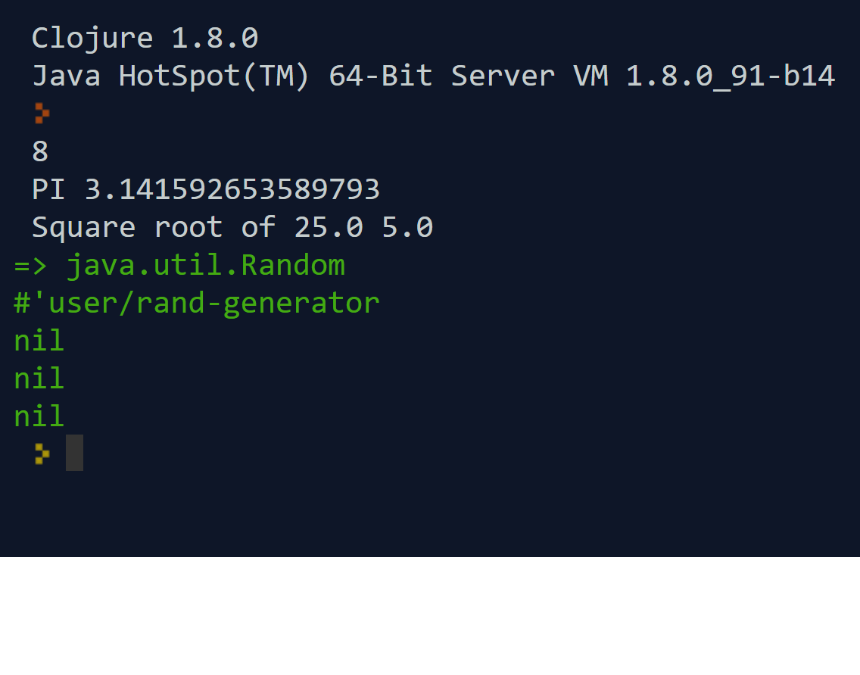 Clojure 1.8.0
Java HotSpot(TM) 64-Bit Server VM 1.8.0_91-b14
>
8
PI 3.141592653589793
Square root of 25.0 5.0
=> java.util.Random
#'user/rand-generator
nil
nil
nil
>